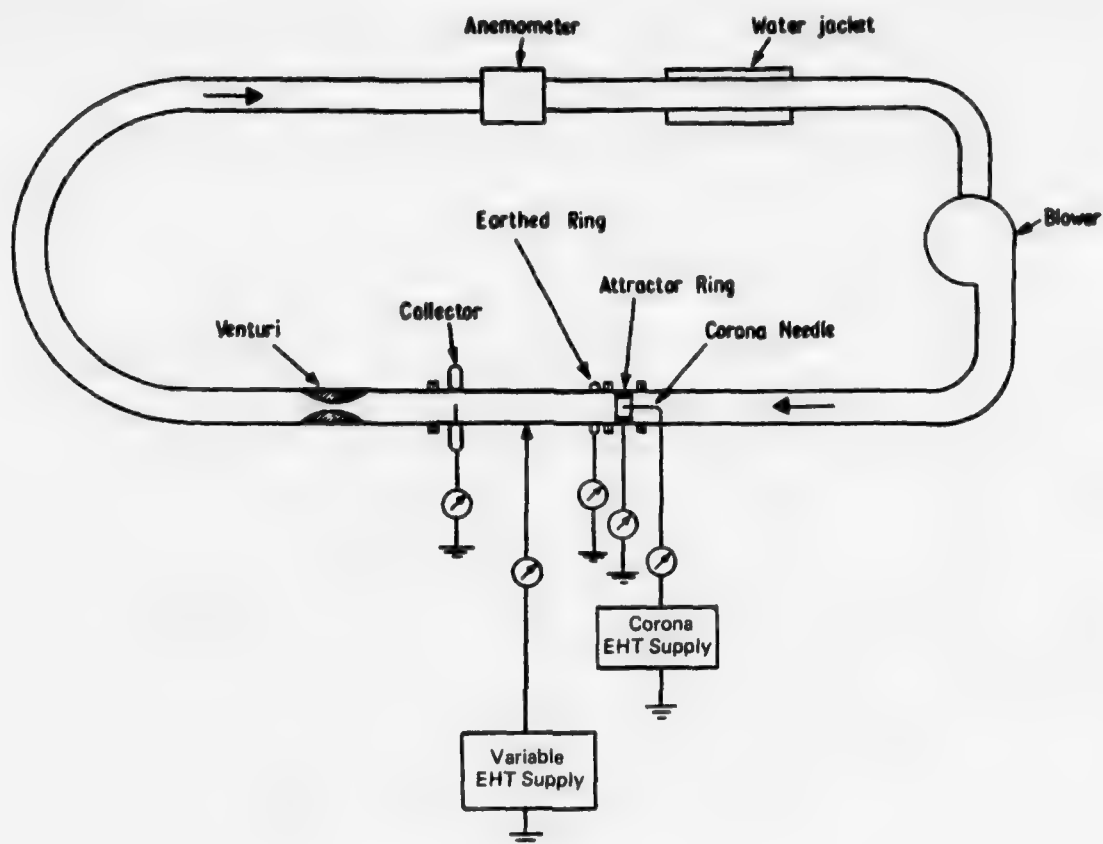 Anemometer
Water jacket
Blower
Earthed Ring
Attractor Ring
Collector
Corona Needle
Venturi
Corona
EHT Supply
Variable
EHT Supply